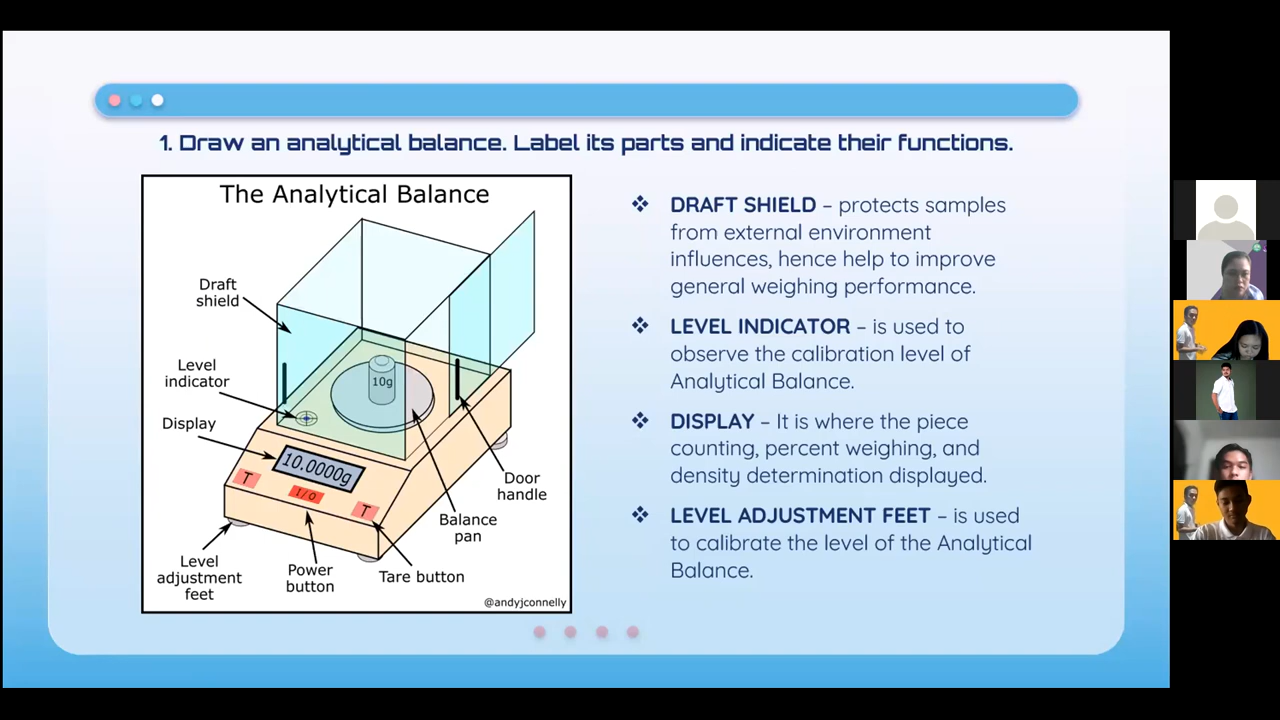 1. Draw an analytical balance. Label its parts and indicate their functions.
The Analytical Balance
Draft
shield
Level
indicator
Display
10g
10.0000g
T
I/O
T
Door
handle
Balance
pan
Level
adjustment
feet
Power
button
Tare button
@andyjconnelly
❖ DRAFT SHIELD – protects samples
from external environment
influences, hence help to improve
general weighing performance.
❖ LEVEL INDICATOR – is used to
observe the calibration level of
Analytical Balance.
❖ DISPLAY – It is where the piece
counting, percent weighing, and
density determination displayed.
❖ LEVEL ADJUSTMENT FEET – is used
to calibrate the level of the Analytical
Balance.